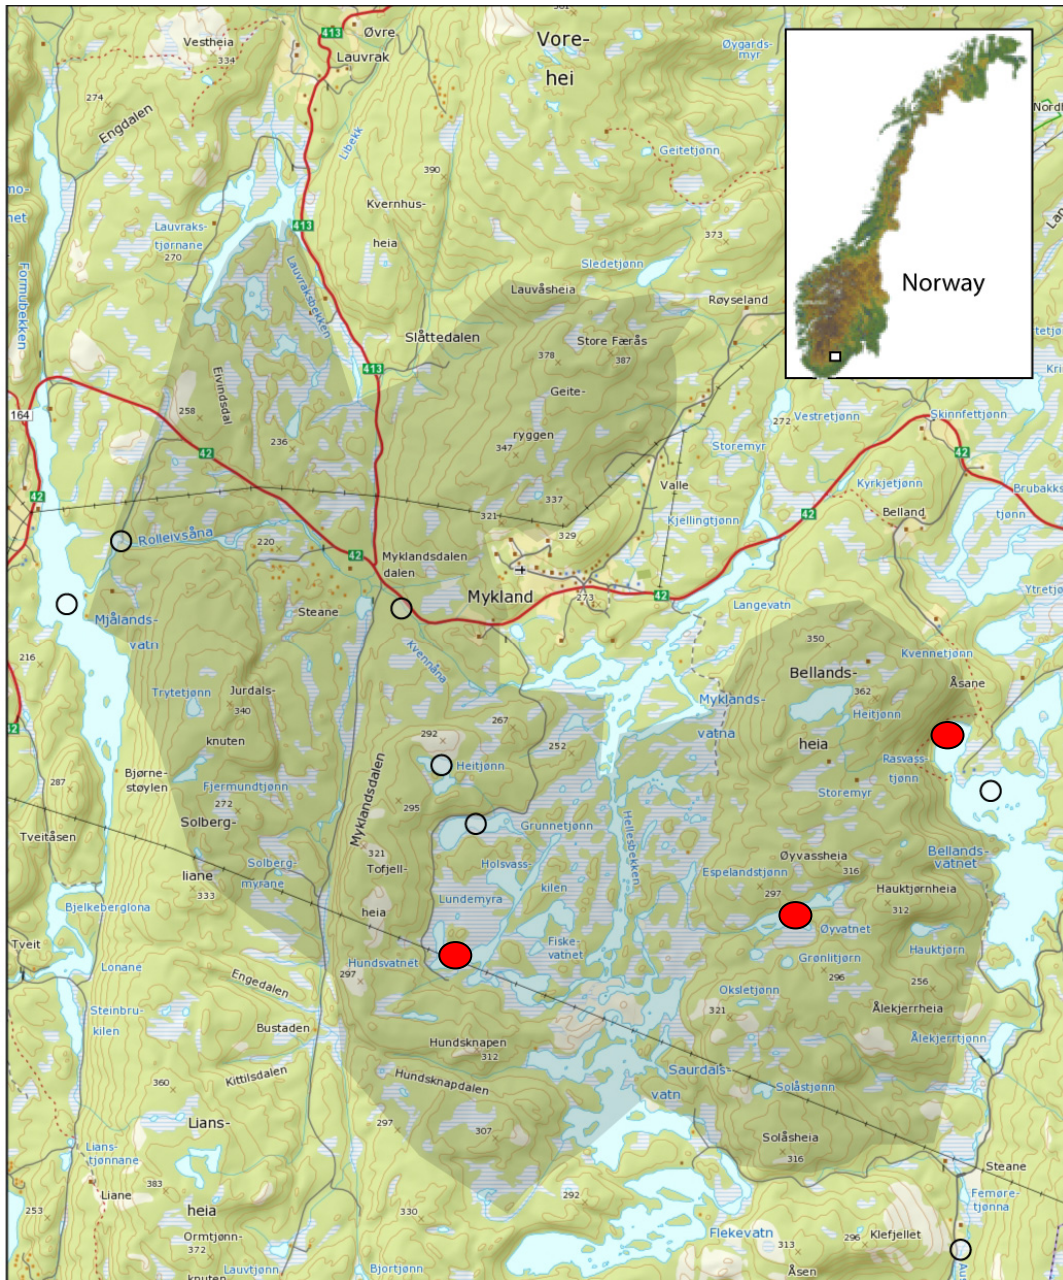 413
Øvre
Lauvrak
Vestheia
334
Vore-
hei
Øygards-
myr
274
Engdalen
Libekk
390
Geitetjønn
Kvernhus-
heia
Lauvraks-
tjørnane
270
413
Lauvraksbekken
373
Sledetjønn
Formubekken
Lauvåsheia
Røyseland
Norway
Slåttedalen
Store Færås
378
387
413
Eivindsdal
Geite-
164
258
236
ryggen
347
272
Vestretjønn
Skinnfettjønn
Storemyr
42
42
42
Valle
Kyrkjetjønn
337
321
Belland
42
Kjellingtjønn
329
Rolleivsåna
220
42
Myklandsdalen
dalen
Mykland
273
42
Langevatn
Steane
Mjålands-
vatn
Kvennåna
350
Kvennetjønn
216
Bellands-
Åsane
Trytetjønn
Jurdals-
340
knuten
Myklands-
vatna
362
Heitjønn
267
292
252
heia
Rasvass-
tjønn
Heitjønn
Bjørne-
støylen
287
Fjermundtjønn
272
Solberg-
Myklandsdalen
295
Storemyr
Grunnetjønn
Hellesbekken
Tveitåsen
321
Tofjell-
Øyvassheia
316
Bellands-
vatnet
Solberg-
myrane
Holsvass-
kilen
Espelandstjønn
297
liane
333
Lundemyra
Hauktjørnheia
312
heia
Bjelkeberglona
Øyvatnet
Fiske-
vatnet
Hauktjørn
Tveit
Grønlitjørn
Lonane
Hundsvatnet
297
296
256
Engedalen
Oksletjønn
321
Ålekjerrheia
Steinbru-
kilen
Bustaden
Hundsknapen
312
Ålekjerrtjønn
Saurdals-
vatn
360
Kittilsdalen
Hundsknapdalen
Solåstjønn
Lians-
297
307
Solåsheia
316
Lians-
tjønnane
Steane
Liane
383
Femøre-
tjønna
heia
292
253
330
Ormtjønn-
372
Flekevatn
313
296
Klefjellet
knuten
Lauvtjønn
Bjortjønn
Åsen